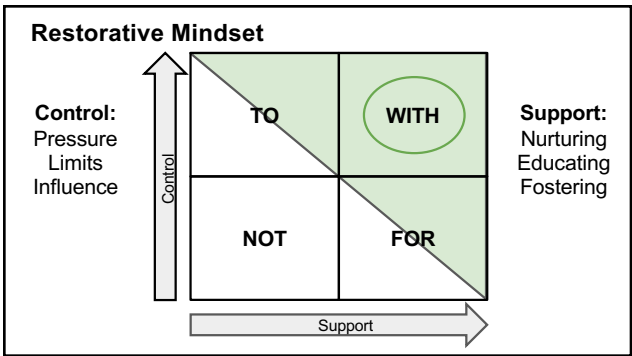 Restorative Mindset
Control:
Pressure
Limits
Influence
Control
TO
WITH
NOT
FOR
Support
Support:
Nurturing
Educating
Fostering